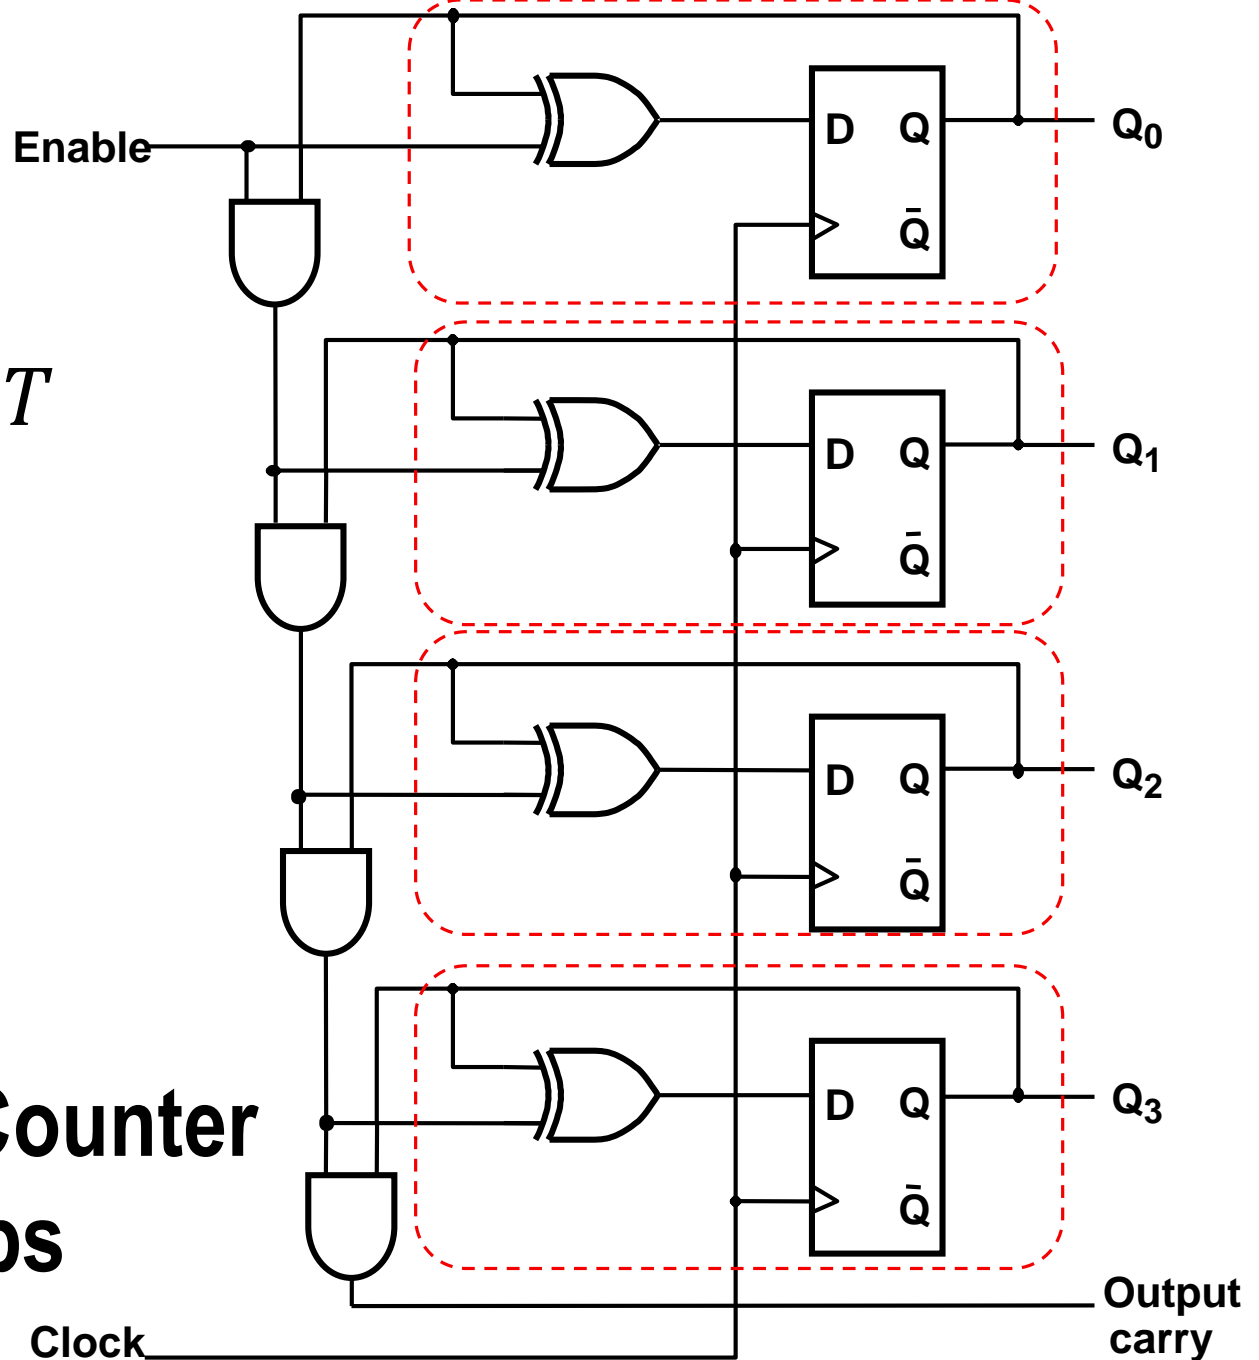 Enable
D Q
Q̄
Q0
T
D Q
Q̄
Q1
D Q
Q̄
Q2
D Q
Q̄
Q3
Counter
Output
carry
Clock